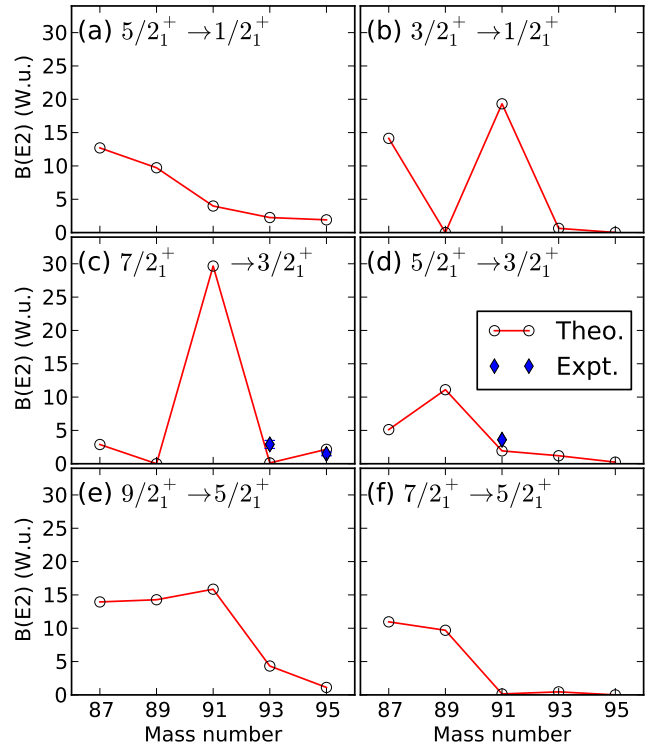 (a) 5/2₁⁺ →1/2₁⁺
(b) 3/2₁⁺ →1/2₁⁺
B(E2) (W.u.)
30
25
20
15
10
5
0
(c) 7/2₁⁺ →3/2₁⁺
(d) 5/2₁⁺ →3/2₁⁺
Theo.
Expt.
B(E2) (W.u.)
30
25
20
15
10
5
0
(e) 9/2₁⁺ →5/2₁⁺
(f) 7/2₁⁺ →5/2₁⁺
B(E2) (W.u.)
30
25
20
15
10
5
0
87 89 91 93 95
87 89 91 93 95
Mass number
Mass number